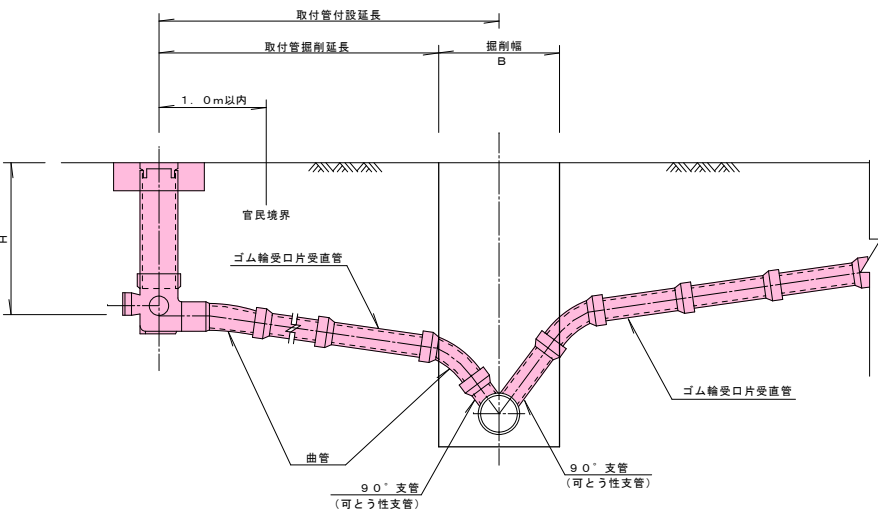 取付管付設延長
取付管掘削延長
掘削幅
B
1.0m以内
H
官民境界
ゴム輪受口片受直管
ゴム輪受口片受直管
曲管
90°支管
(可とう性支管)
90°支管
(可とう性支管)